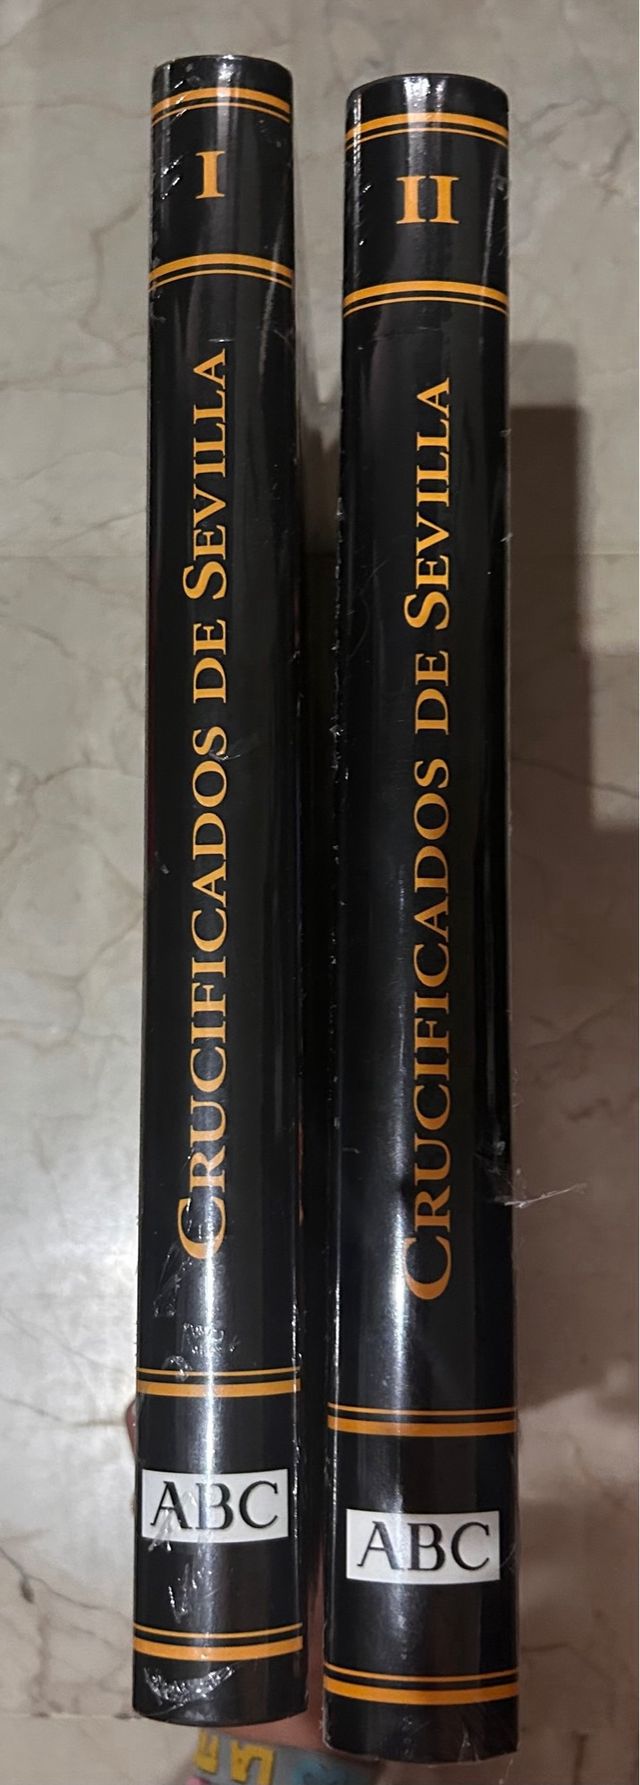 I
CRUCIFICADOS DE SEVILLA
ABC
II
CRUCIFICADOS DE SEVILLA
ABC